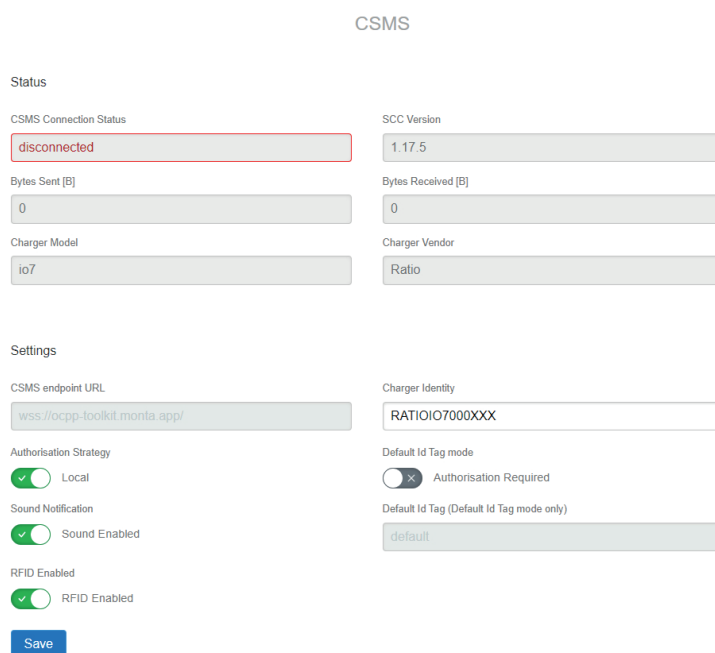 CSMS
Status
CSMS Connection Status
SCC Version
disconnected
1.17.5
Bytes Sent [B]
Bytes Received [B]
0
0
Charger Model
Charger Vendor
io7
Ratio
Settings
CSMS endpoint URL
Charger Identity
wss://ocpp-toolkit.monta.app/
RATIOIO7000XXX
Authorisation Strategy
Default Id Tag mode
Local
Authorisation Required
Sound Notification
Default Id Tag (Default Id Tag mode only)
Sound Enabled
default
RFID Enabled
RFID Enabled
Save